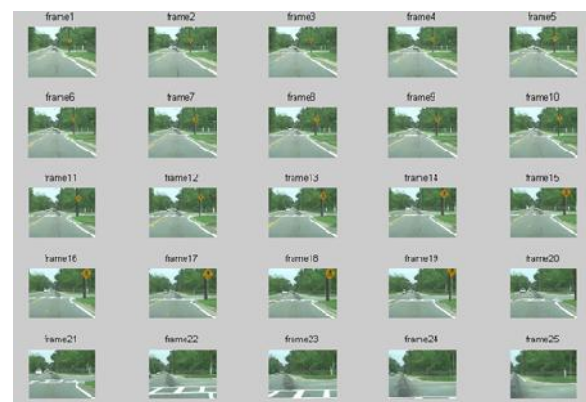 frame1 frame2 frame3 frame4 frame5
frame6 frame7 frame8 frame9 frame10
frame11 frame12 frame13 frame14 frame15
frame16 frame17 frame18 frame19 frame20
frame21 frame22 frame23 frame24 frame25